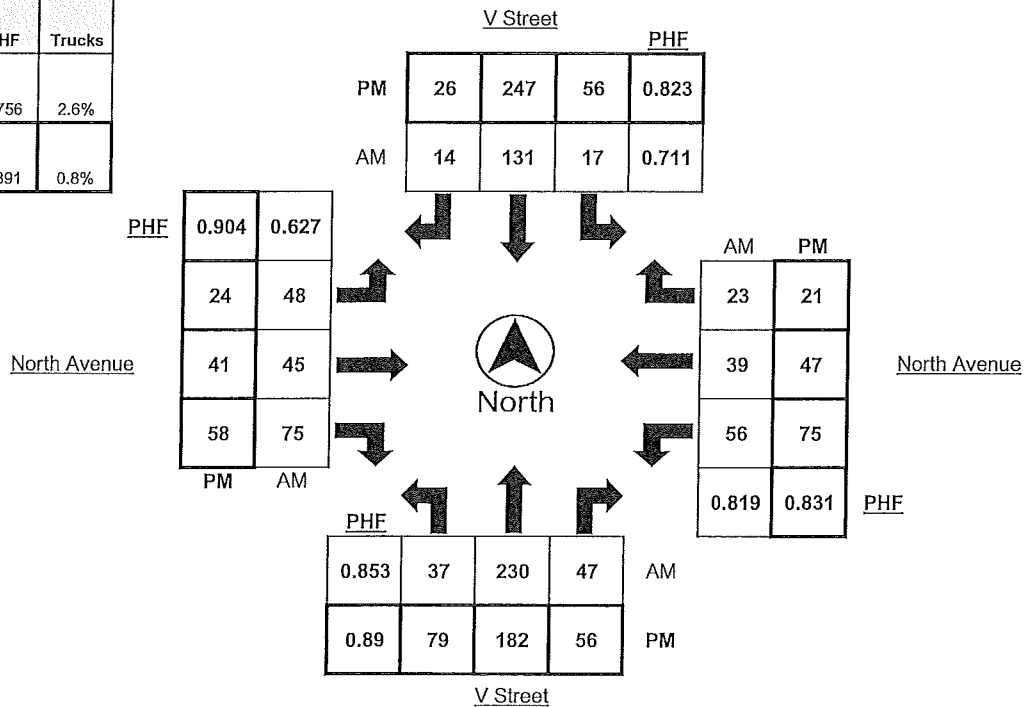 V Street
PHF
HF Trucks
PM 26 247 56 0.823
756 2.6%
AM 14 131 17 0.711
891 0.8%
PHF 0.904 0.627
AM PM
24 48
23 21
North Avenue 41 45
39 47 North Avenue
North
58 75
56 75
PM AM
0.819 0.831 PHF
PHF
0.853 37 230 47 AM
0.89 79 182 56 PM
V Street